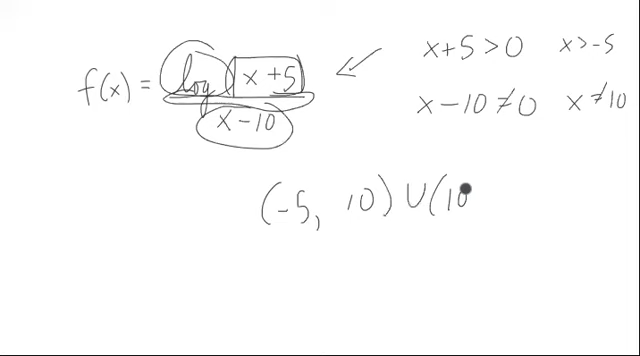 f(x) = log(x+5) / x-10
x+5>0 x>-5
x-10≠0 x≠10
(-5, 10) U (10